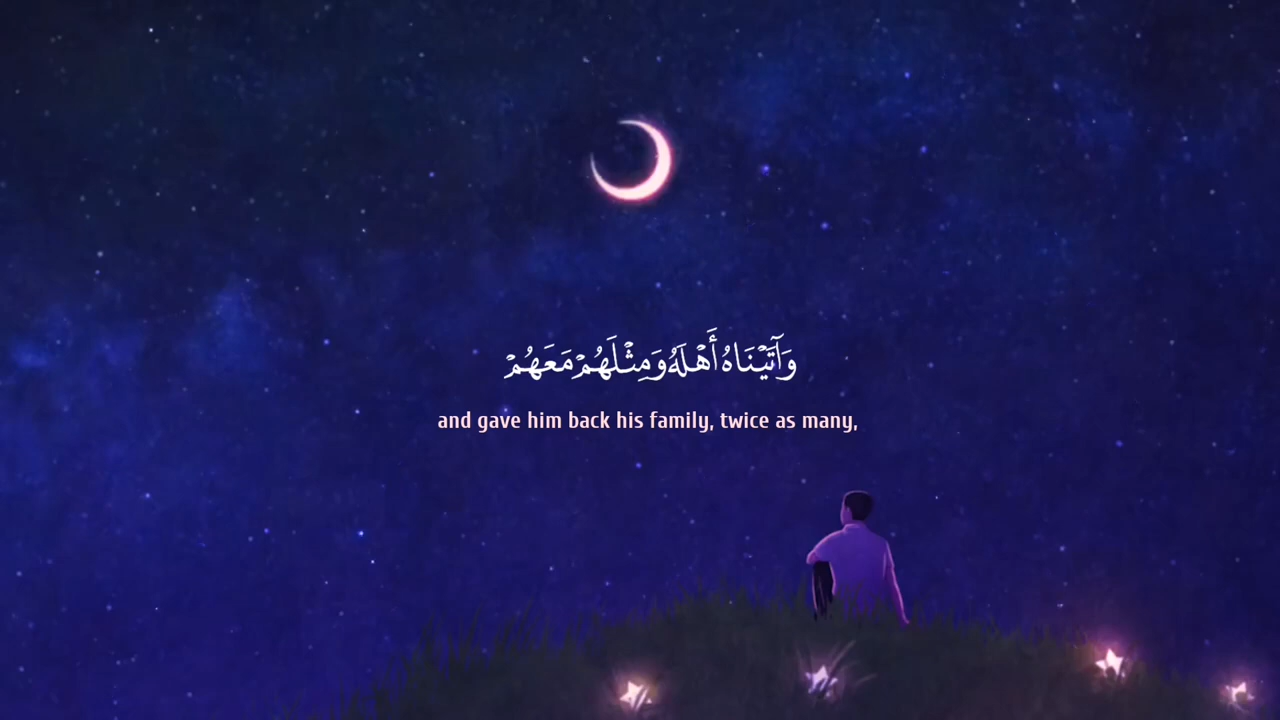 وَآتَيْنَاهُ أَهْلَهُ وَمِثْلَهُمْ مَعَهُمْ
and gave him back his family, twice as many,